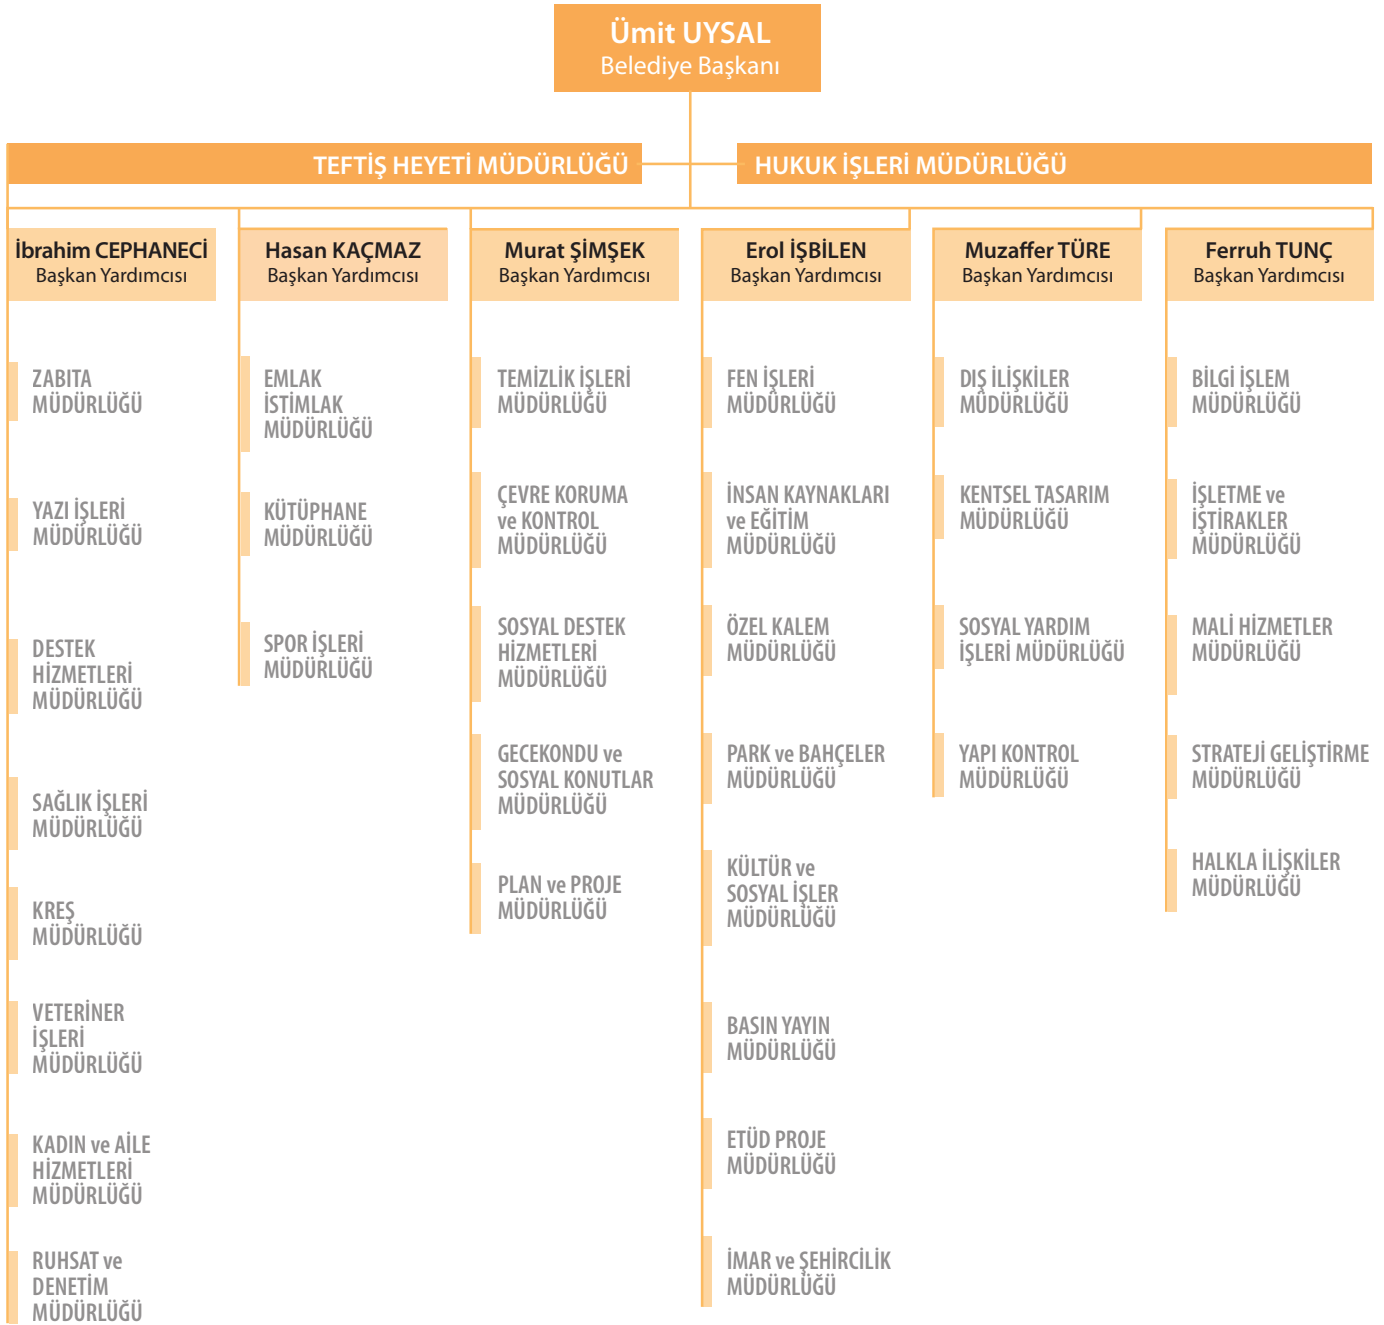 Ümit UYSAL
Belediye Başkanı
TEFTİŞ HEYETİ MÜDÜRLÜĞÜ
HUKUK İŞLERİ MÜDÜRLÜĞÜ
İbrahim CEPHANECİ
Başkan Yardımcısı
ZABITA
MÜDÜRLÜĞÜ
YAZI İŞLERİ
MÜDÜRLÜĞÜ
DESTEK
HİZMETLERİ
MÜDÜRLÜĞÜ
SAĞLIK İŞLERİ
MÜDÜRLÜĞÜ
KREŞ
MÜDÜRLÜĞÜ
VETERİNER
İŞLERİ
MÜDÜRLÜĞÜ
KADIN ve AİLE
HİZMETLERİ
MÜDÜRLÜĞÜ
RUHSAT ve
DENETİM
MÜDÜRLÜĞÜ
Hasan KAÇMAZ
Başkan Yardımcısı
EMLAK
İSTİMLAK
MÜDÜRLÜĞÜ
KÜTÜPHANE
MÜDÜRLÜĞÜ
SPOR İŞLERİ
MÜDÜRLÜĞÜ
Murat ŞİMŞEK
Başkan Yardımcısı
TEMİZLİK İŞLERİ
MÜDÜRLÜĞÜ
ÇEVRE KORUMA
ve KONTROL
MÜDÜRLÜĞÜ
SOSYAL DESTEK
HİZMETLERİ
MÜDÜRLÜĞÜ
GECEKONDU ve
SOSYAL KONUTLAR
MÜDÜRLÜĞÜ
PLAN ve PROJE
MÜDÜRLÜĞÜ
Erol İŞBİLEN
Başkan Yardımcısı
FEN İŞLERİ
MÜDÜRLÜĞÜ
İNSAN KAYNAKLARI
ve EĞİTİM
MÜDÜRLÜĞÜ
ÖZEL KALEM
MÜDÜRLÜĞÜ
PARK ve BAHÇELER
MÜDÜRLÜĞÜ
KÜLTÜR ve
SOSYAL İŞLER
MÜDÜRLÜĞÜ
BASIN YAYIN
MÜDÜRLÜĞÜ
ETÜD PROJE
MÜDÜRLÜĞÜ
İMAR ve ŞEHİRCİLİK
MÜDÜRLÜĞÜ
Muzaffer TÜRE
Başkan Yardımcısı
DIŞ İLİŞKİLER
MÜDÜRLÜĞÜ
KENTSEL TASARIM
MÜDÜRLÜĞÜ
SOSYAL YARDIM
İŞLERİ MÜDÜRLÜĞÜ
YAPI KONTROL
MÜDÜRLÜĞÜ
Ferruh TUNÇ
Başkan Yardımcısı
BİLGİ İŞLEM
MÜDÜRLÜĞÜ
İŞLETME ve
İŞTİRAKLER
MÜDÜRLÜĞÜ
MALİ HİZMETLER
MÜDÜRLÜĞÜ
STRATEJİ GELİŞTİRME
MÜDÜRLÜĞÜ
HALKLA İLİŞKİLER
MÜDÜRLÜĞÜ